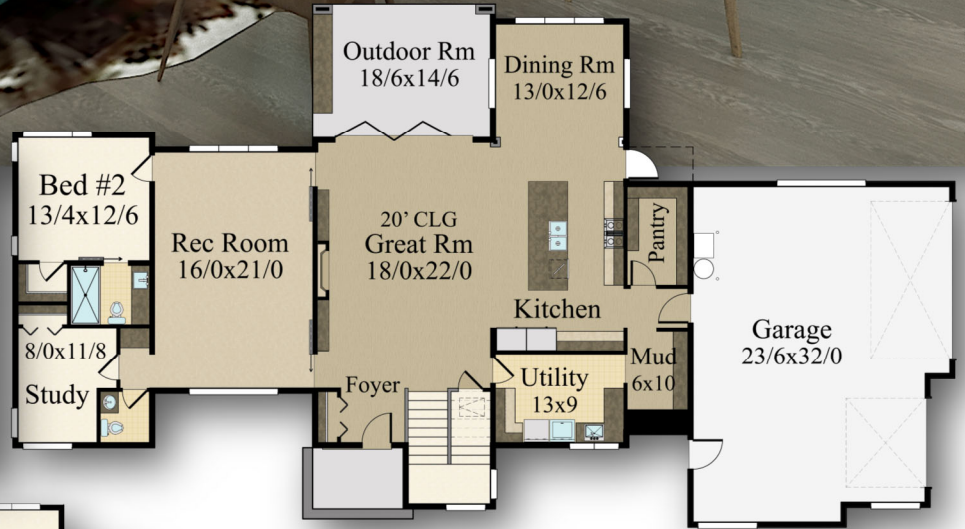 Outdoor Rm
18/6x14/6
Dining Rm
13/0x12/6
Bed #2
13/4x12/6
Rec Room
16/0x21/0
20' CLG
Great Rm
18/0x22/0
Pantry
Kitchen
Garage
23/6x32/0
8/0x11/8
Study
Foyer
Utility
13x9
Mud
6x10